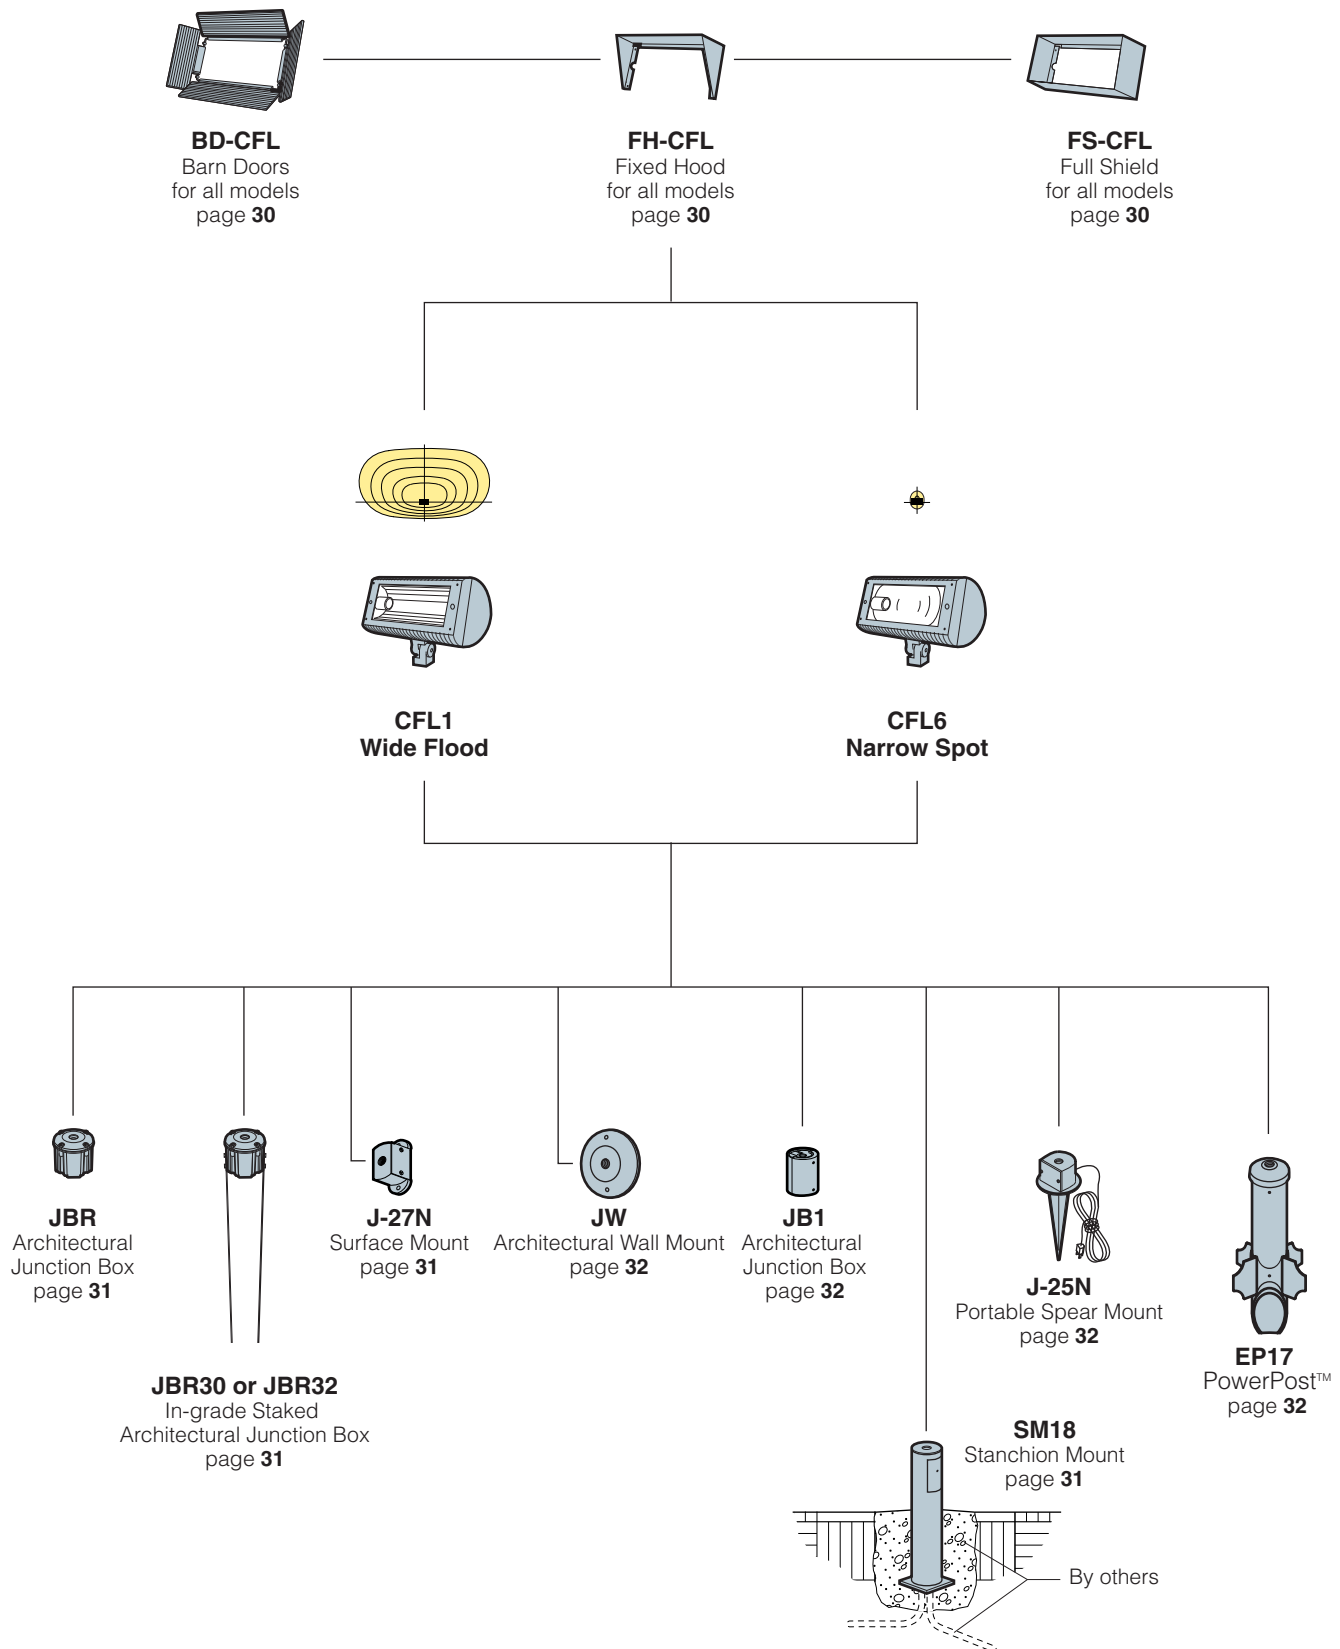 BD-CFL
Barn Doors
for all models
page 30
FH-CFL
Fixed Hood
for all models
page 30
FS-CFL
Full Shield
for all models
page 30
CFL1
Wide Flood
CFL6
Narrow Spot
JBR
Architectural
Junction Box
page 31
JBR30 or JBR32
In-grade Staked
Architectural Junction Box
page 31
J-27N
Surface Mount
page 31
JW
Architectural Wall Mount
page 32
JB1
Architectural
Junction Box
page 32
SM18
Stanchion Mount
page 31
By others
J-25N
Portable Spear Mount
page 32
EP17
PowerPost™
page 32